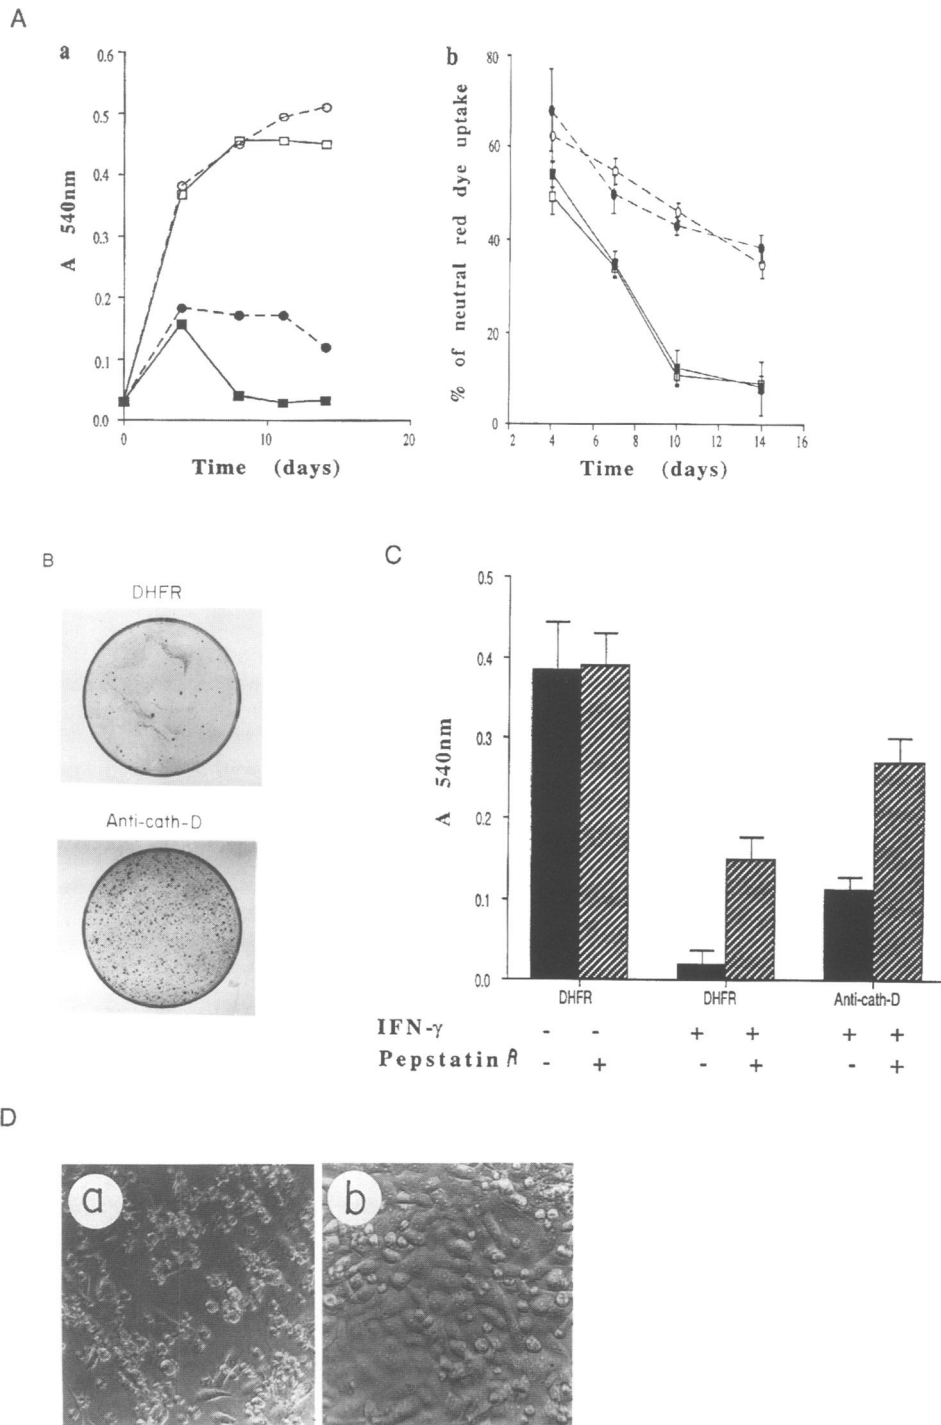 A
a
0.6
0.5
0.4
0.3
0.2
0.1
0.0
A 540nm
0 10 20
Time (days)
b
80
60
40
20
0
% of neutral red dye uptake
2 4 6 8 10 12 14 16
Time (days)
B
DHFR
Anti-cath-D
C
0.5
0.4
0.3
0.2
0.1
0.0
A 540nm
DHFR DHFR Anti-cath-D
IFN-γ - - + + + +
Pepstatin A - + - + - +
D
a
b